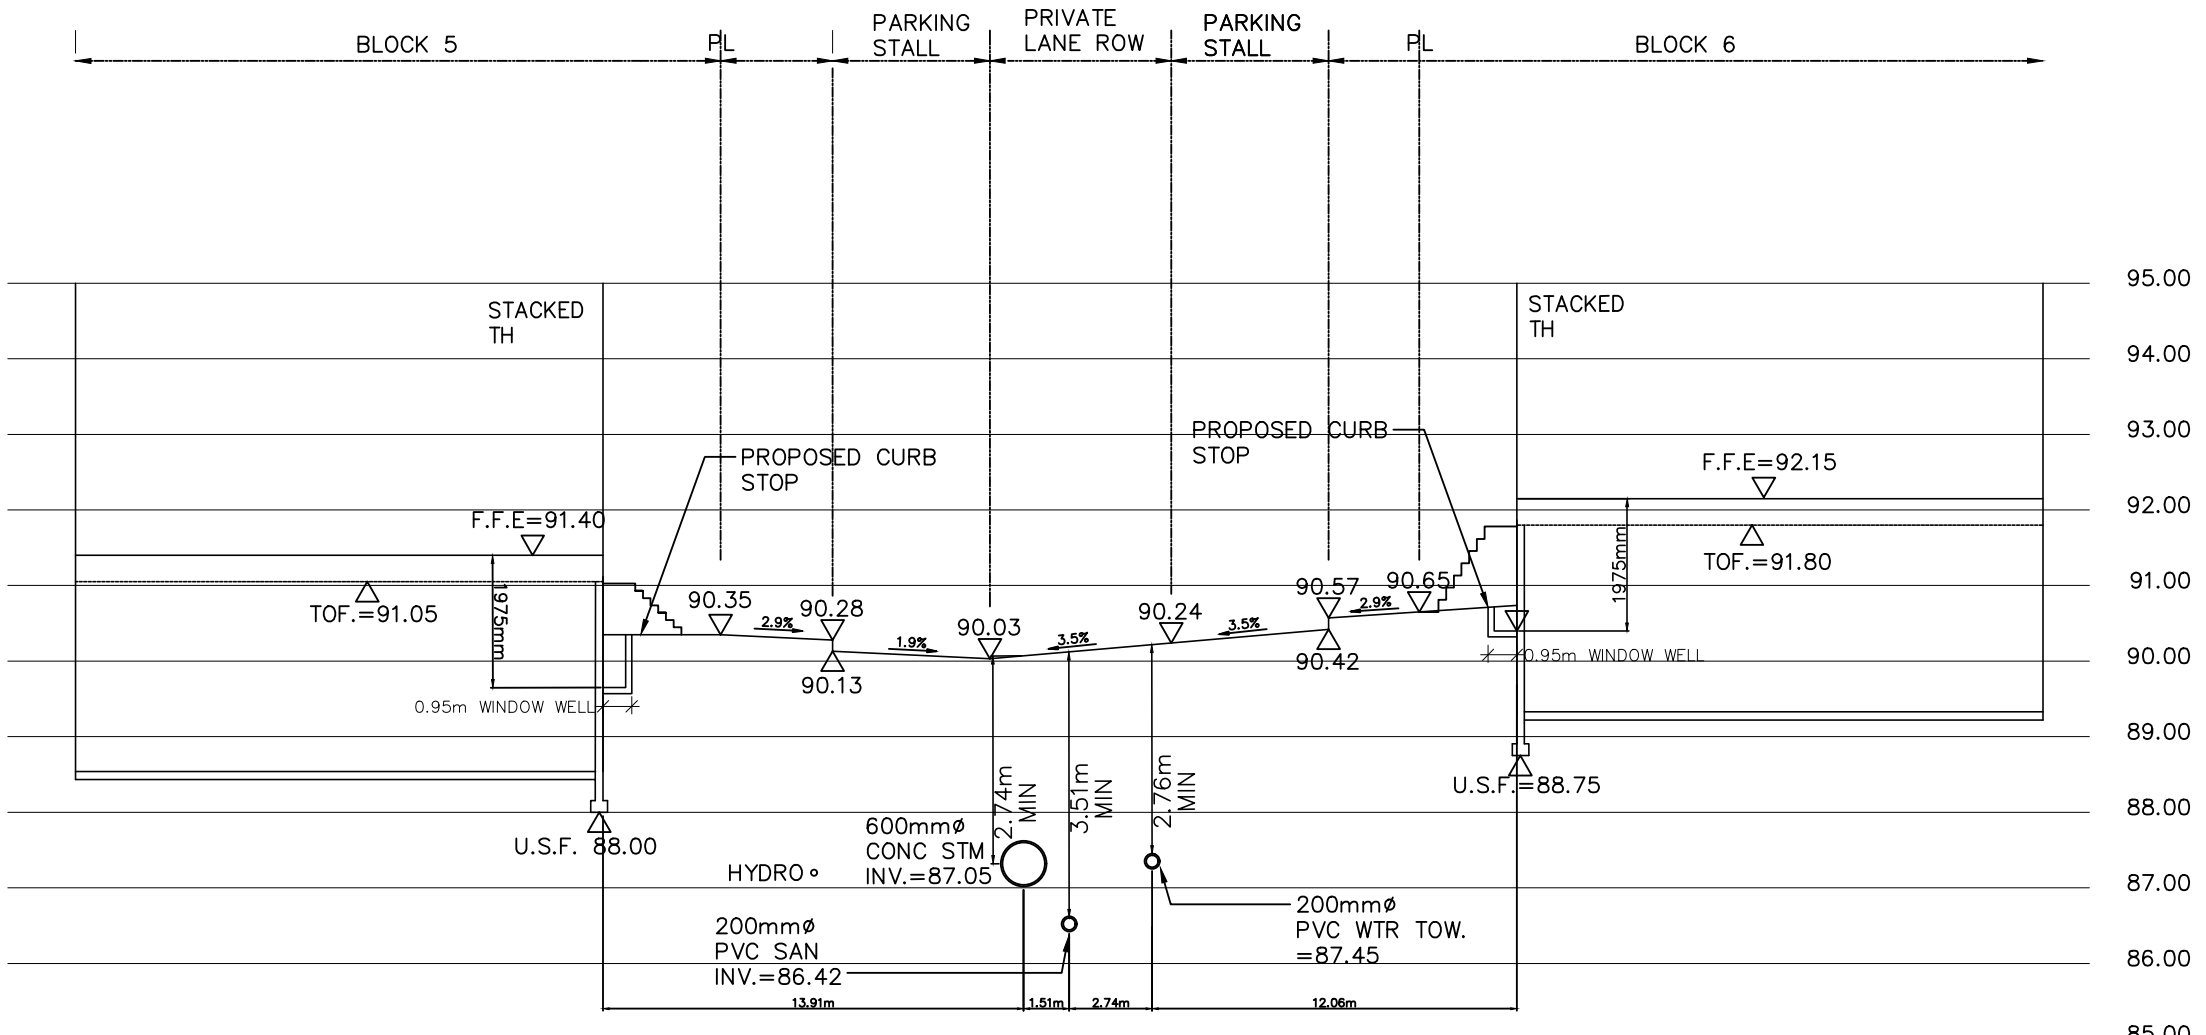 BLOCK 5
PL
PARKING
STALL
PRIVATE
LANE ROW
PARKING
STALL
PL
BLOCK 6
95.00
STACKED
TH
STACKED
TH
94.00
93.00
PROPOSED CURB
STOP
PROPOSED CURB
STOP
F.F.E=92.15
92.00
F.F.E=91.40
1975mm
TOF.=91.80
91.00
TOF.=91.05
1975mm
90.35
2.9%
90.28
1.9%
90.03
3.5%
90.24
3.5%
90.57
2.9%
90.65
90.13
90.42
0.95m WINDOW WELL
90.00
0.95m WINDOW WELL
89.00
2.74m
MIN
3.51m
MIN
2.76m
MIN
U.S.F.=88.75
88.00
U.S.F. 88.00
600mmø
CONC STM
INV.=87.05
HYDRO
87.00
200mmø
PVC SAN
INV.=86.42
200mmø
PVC WTR TOW.
=87.45
86.00
13.91m
1.51m
2.74m
12.06m
85.00